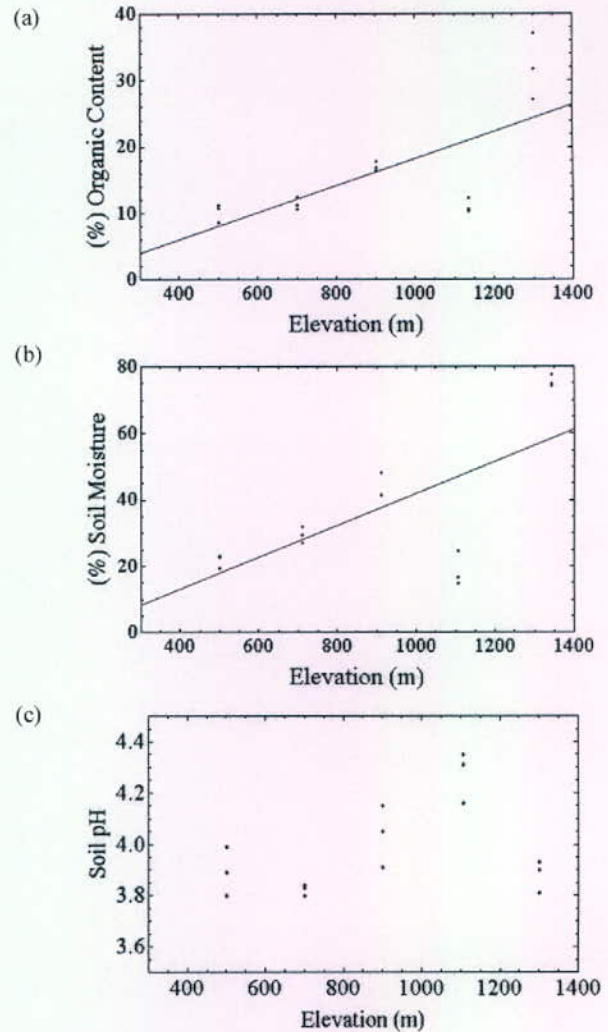 (a)
(%) Organic Content
40
30
20
10
0
400 600 800 1000 1200 1400
Elevation (m)
(b)
(%) Soil Moisture
80
60
40
20
0
400 600 800 1000 1200 1400
Elevation (m)
(c)
Soil pH
4.4
4.2
4.0
3.8
3.6
400 600 800 1000 1200 1400
Elevation (m)